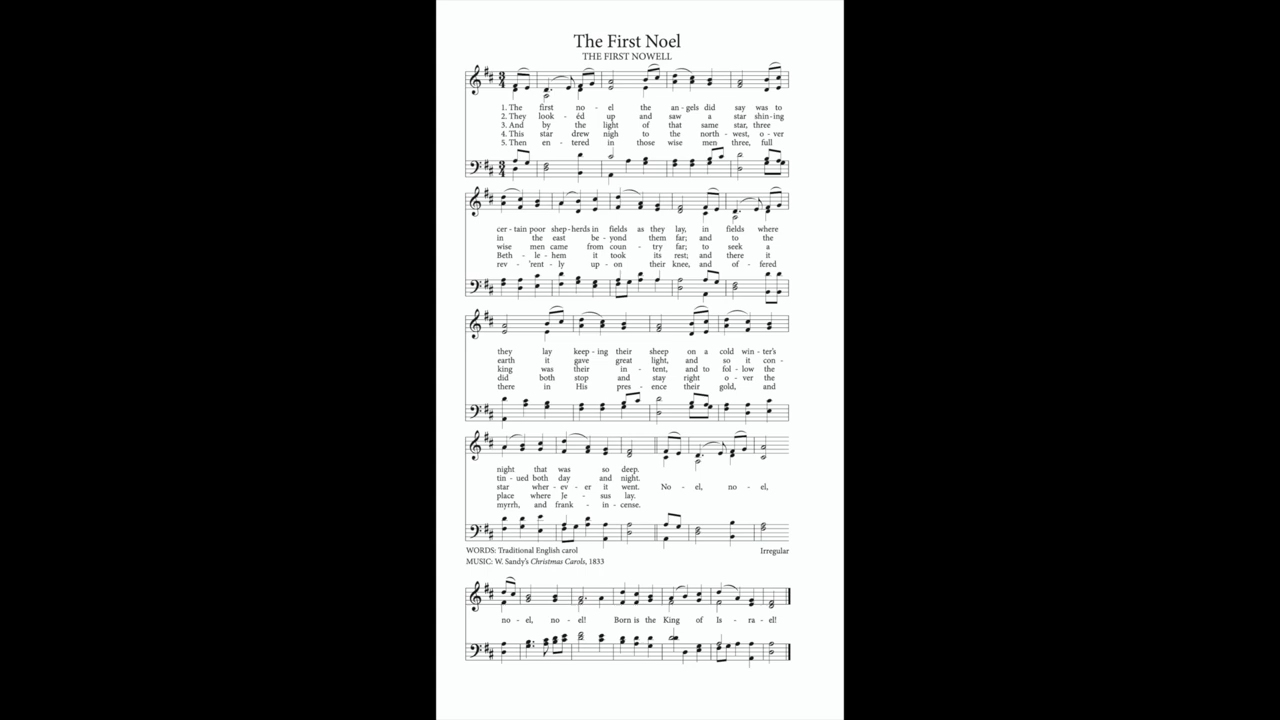 The First Noel
THE FIRST NOWELL
1. The first no - el the an - gels did say was to
2. They look - éd up and saw a star shin - ing
3. And by the light of that same star, three
4. This star drew nigh to the north - west, o - ver
5. Then en - tered in those wise men three, full
cer - tain poor shep - herds in fields as they lay, in fields where
in the east be - yond them far; and to the
wise men came from coun - try far; to seek a
Beth - le - hem it took its rest; and there it
rev - 'rent - ly up - on their knee, and of - fered
they lay keep - ing their sheep on a cold win - ter's
earth it gave great light, and so it con -
king was their in - tent, and to fol - low the
did both stop and stay right o - ver the
there in His pres - ence their gold, and
night that was so deep.
tin - ued both day and night.
star wher - ev - er it went. No - el, no - el,
place where Je - sus lay.
myrrh, and frank - in - cense.
WORDS: Traditional English carol Irregular
MUSIC: W. Sandy's Christmas Carols, 1833
no - el, no - el! Born is the King of Is - ra - el!